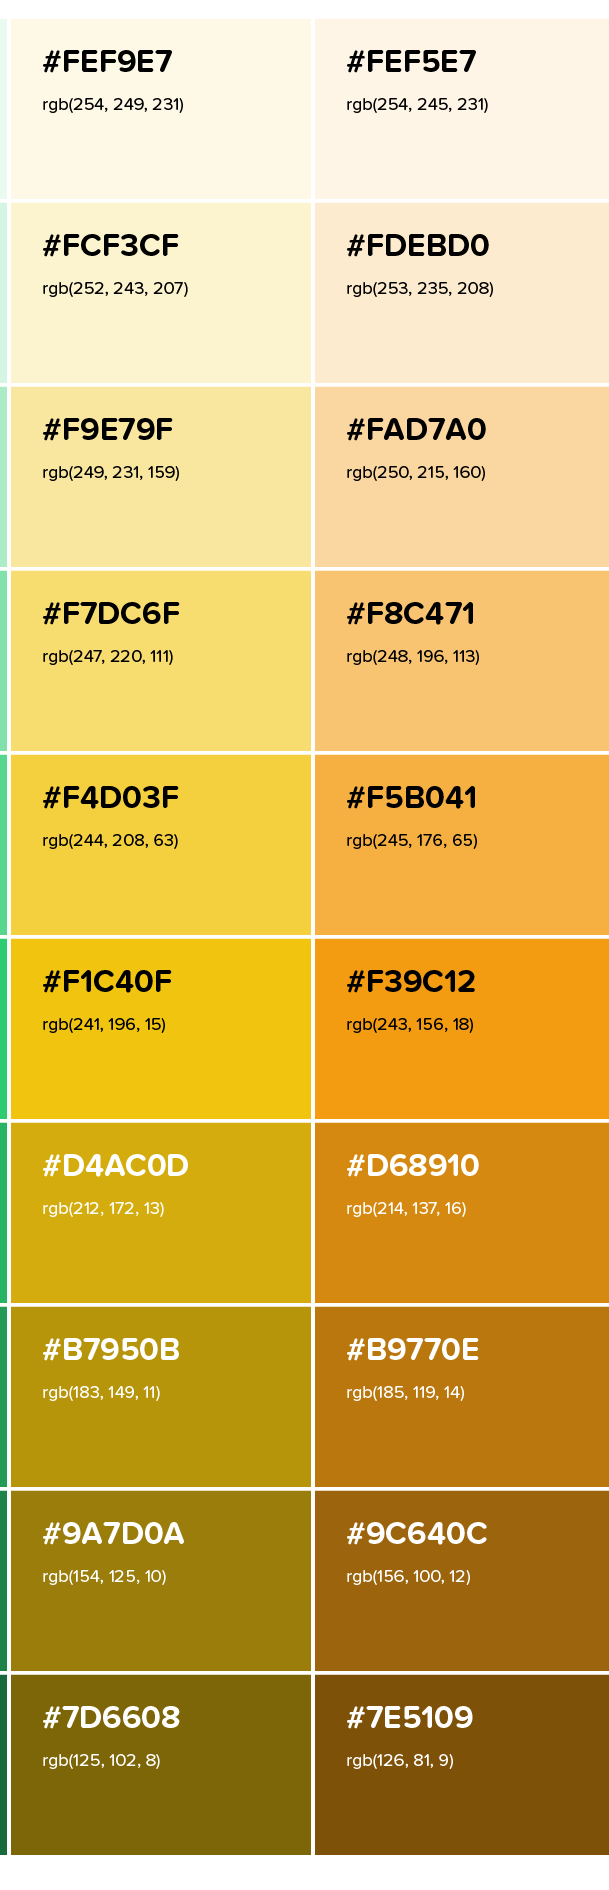 #FEF9E7
rgb(254, 249, 231)
#FEF5E7
rgb(254, 245, 231)
#FCF3CF
rgb(252, 243, 207)
#FDEBD0
rgb(253, 235, 208)
#F9E79F
rgb(249, 231, 159)
#FAD7A0
rgb(250, 215, 160)
#F7DC6F
rgb(247, 220, 111)
#F8C471
rgb(248, 196, 113)
#F4D03F
rgb(244, 208, 63)
#F5B041
rgb(245, 176, 65)
#F1C40F
rgb(241, 196, 15)
#F39C12
rgb(243, 156, 18)
#D4AC0D
rgb(212, 172, 13)
#D68910
rgb(214, 137, 16)
#B7950B
rgb(183, 149, 11)
#B9770E
rgb(185, 119, 14)
#9A7D0A
rgb(154, 125, 10)
#9C640C
rgb(156, 100, 12)
#7D6608
rgb(125, 102, 8)
#7E5109
rgb(126, 81, 9)